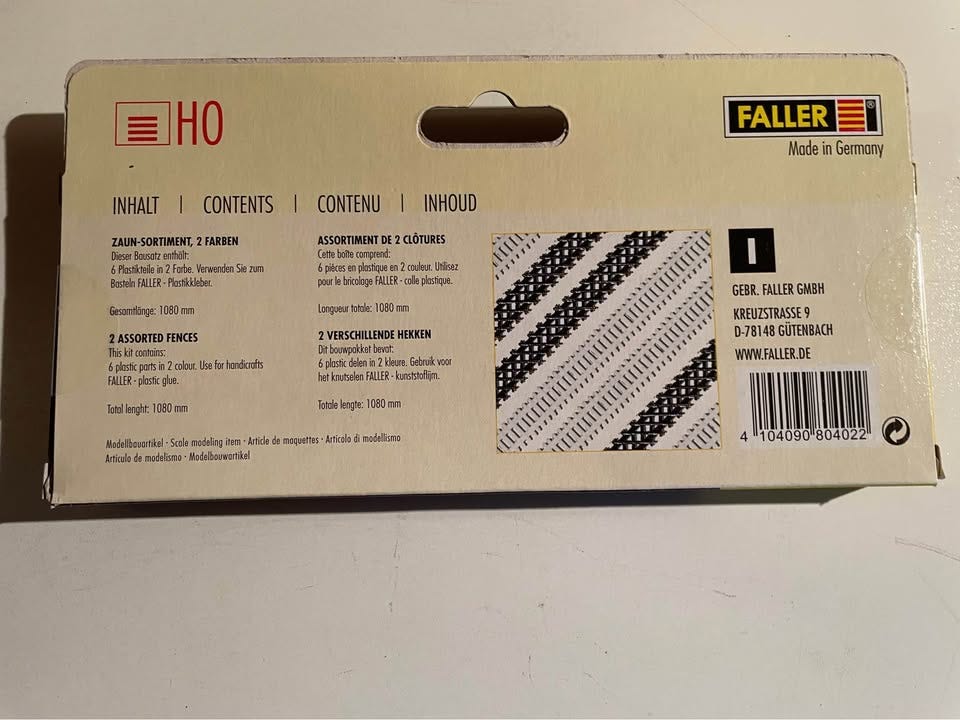 HO
FALLER®
Made in Germany
INHALT | CONTENTS | CONTENU | INHOUD
ZAUN-SORTIMENT, 2 FARBEN
Dieser Bausatz enthält:
6 Plastikteile in 2 Farbe. Verwenden Sie zum
Basteln FALLER - Plastikkleber.
Gesamtlänge: 1080 mm
2 ASSORTED FENCES
This kit contains:
6 plastic parts in 2 colour. Use for handicrafts
FALLER - plastic glue.
Total lenght: 1080 mm
ASSORTIMENT DE 2 CLÔTURES
Cette boîte comprend:
6 pièces en plastique en 2 couleur. Utilisez
pour le bricolage FALLER - colle plastique.
Longueur totale: 1080 mm
2 VERSCHILLENDE HEKKEN
Dit bouwpakket bevat:
6 plastic delen in 2 kleure. Gebruik voor
het knutselen FALLER - kunststoflijm.
Totale lengte: 1080 mm
Modellbauartikel · Scale modeling item · Article de maquettes · Articolo di modellismo
Articulo de modelismo · Modelbouwartikel
I
GEBR. FALLER GMBH
KREUZSTRASSE 9
D-78148 GÜTENBACH
WWW.FALLER.DE
4 104090 804022